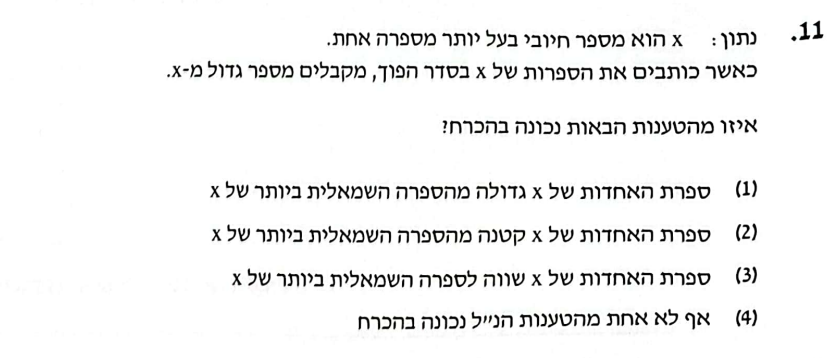 11. נתון: x הוא מספר חיובי בעל יותר מספרה אחת.
כאשר כותבים את הספרות של x בסדר הפוך, מקבלים מספר גדול מ-x.
איזו מהטענות הבאות נכונה בהכרח?
(1) ספרת האחדות של x גדולה מהספרה השמאלית ביותר של x
(2) ספרת האחדות של x קטנה מהספרה השמאלית ביותר של x
(3) ספרת האחדות של x שווה לספרה השמאלית ביותר של x
(4) אף לא אחת מהטענות הנ״ל נכונה בהכרח